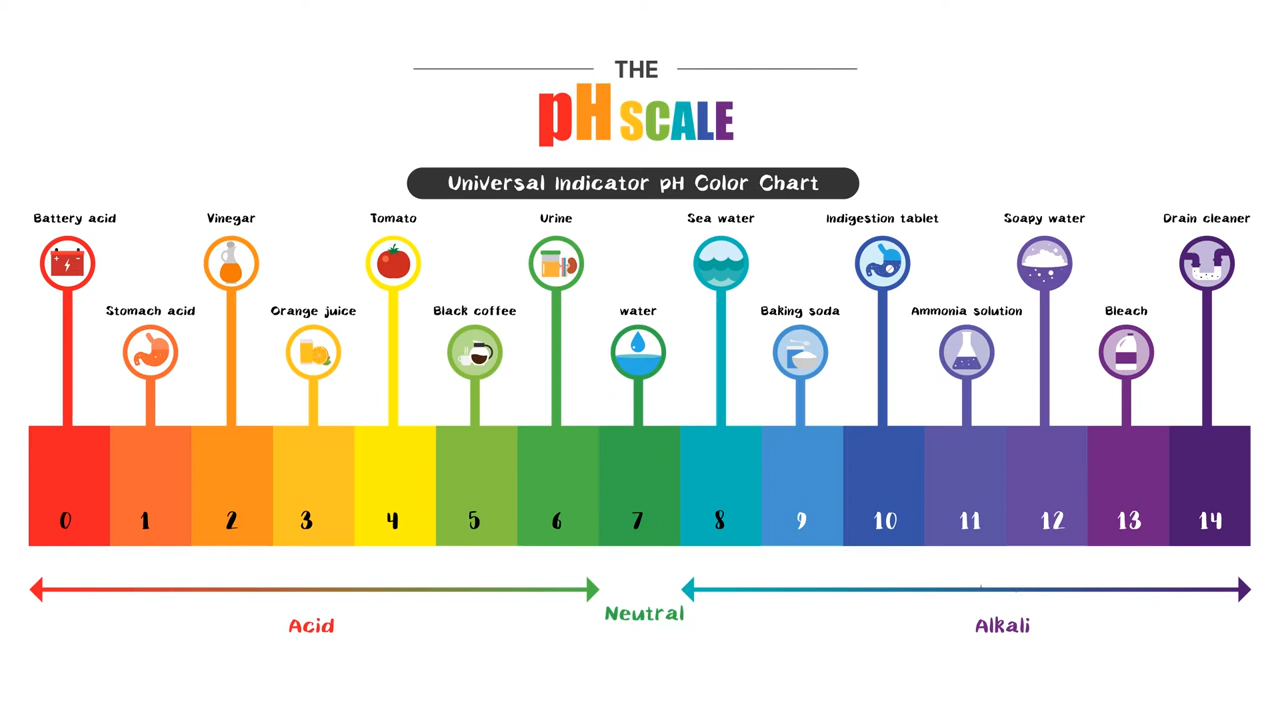 THE
pH SCALE
Universal Indicator pH Color Chart
Battery acid
Vinegar
Tomato
Urine
Sea water
Indigestion tablet
Soapy water
Drain cleaner
Stomach acid
Orange juice
Black coffee
water
Baking soda
Ammonia solution
Bleach
0 1 2 3 4 5 6 7 8 9 10 11 12 13 14
Acid
Neutral
Alkali